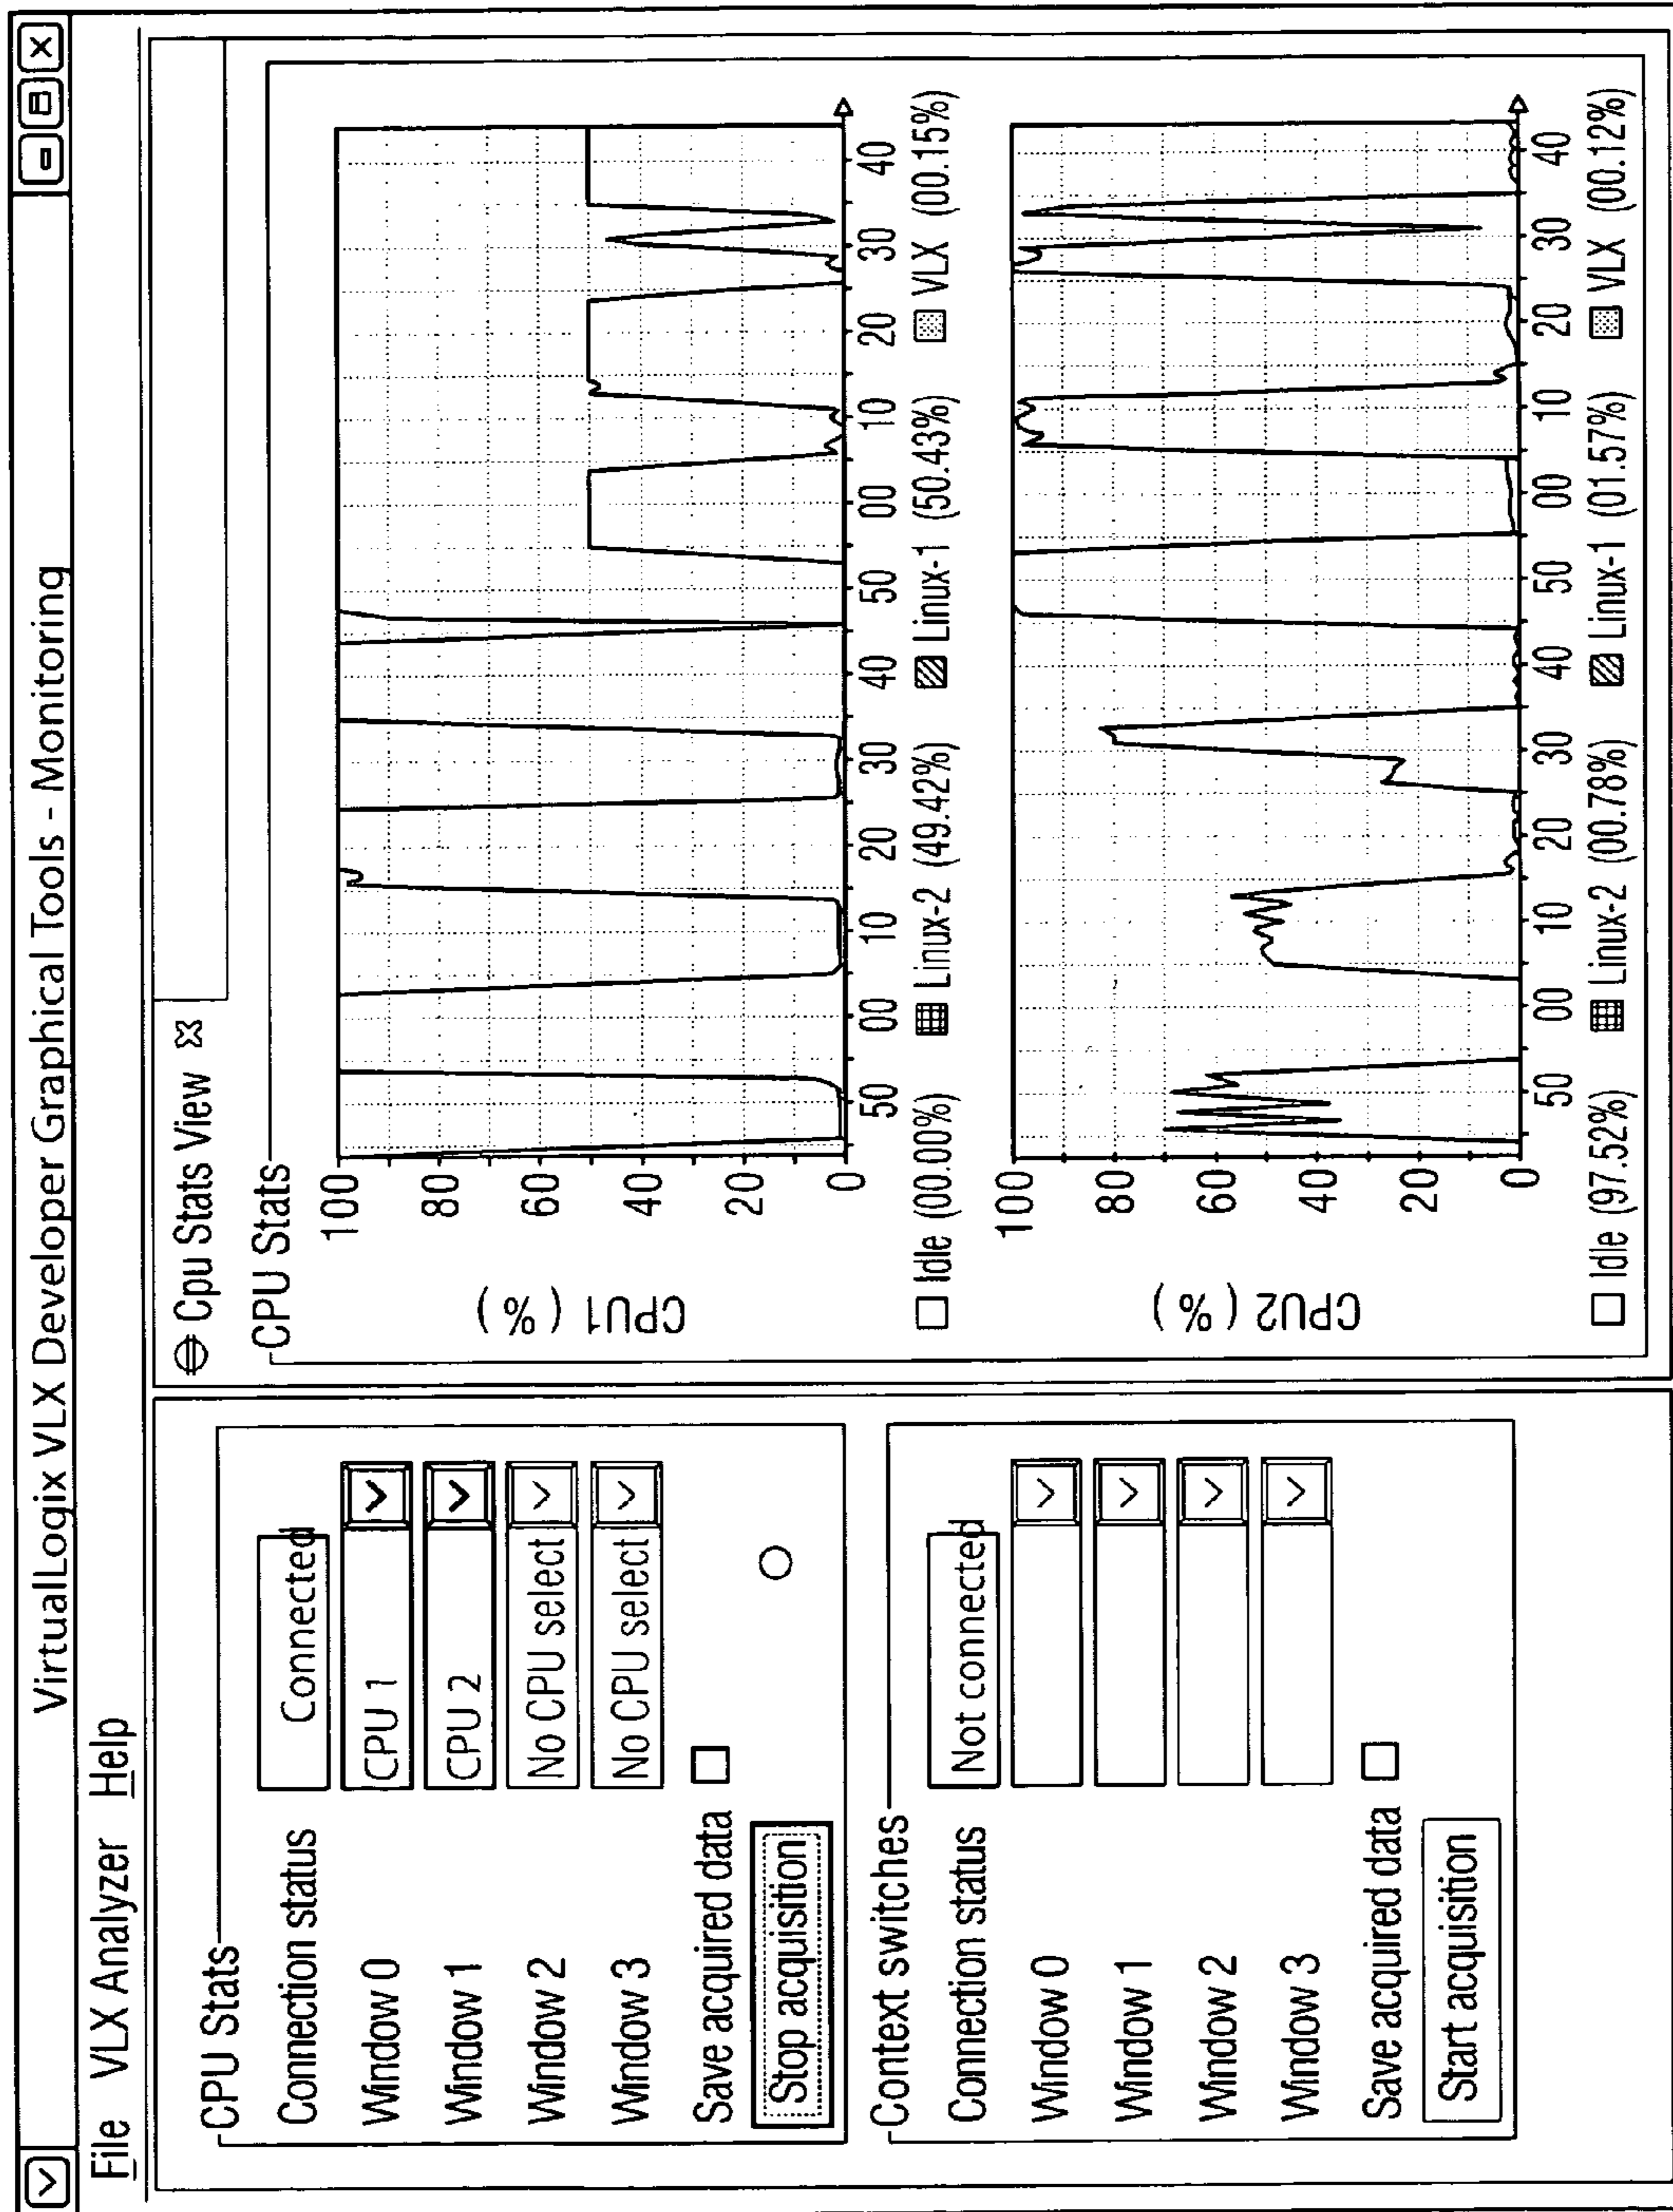 VirtualLogix VLX Developer Graphical Tools - Monitoring
File VLX Analyzer Help
CPU Stats
Connection status Connected
Window 0 CPU 1
Window 1 CPU 2
Window 2 No CPU select
Window 3 No CPU select
Save acquired data
Stop acquisition
Context switches
Connection status Not connected
Window 0
Window 1
Window 2
Window 3
Save acquired data
Start acquisition
Cpu Stats View
CPU Stats
CPU1 (%)
100
80
60
40
20
0
50 00 10 20 30 40 50 00 10 20 30 40
Idle (00.00%) Linux-2 (49.42%) Linux-1 (50.43%) VLX (00.15%)
CPU2 (%)
100
80
60
40
20
0
50 00 10 20 30 40 50 00 10 20 30 40
Idle (97.52%) Linux-2 (00.78%) Linux-1 (01.57%) VLX (00.12%)